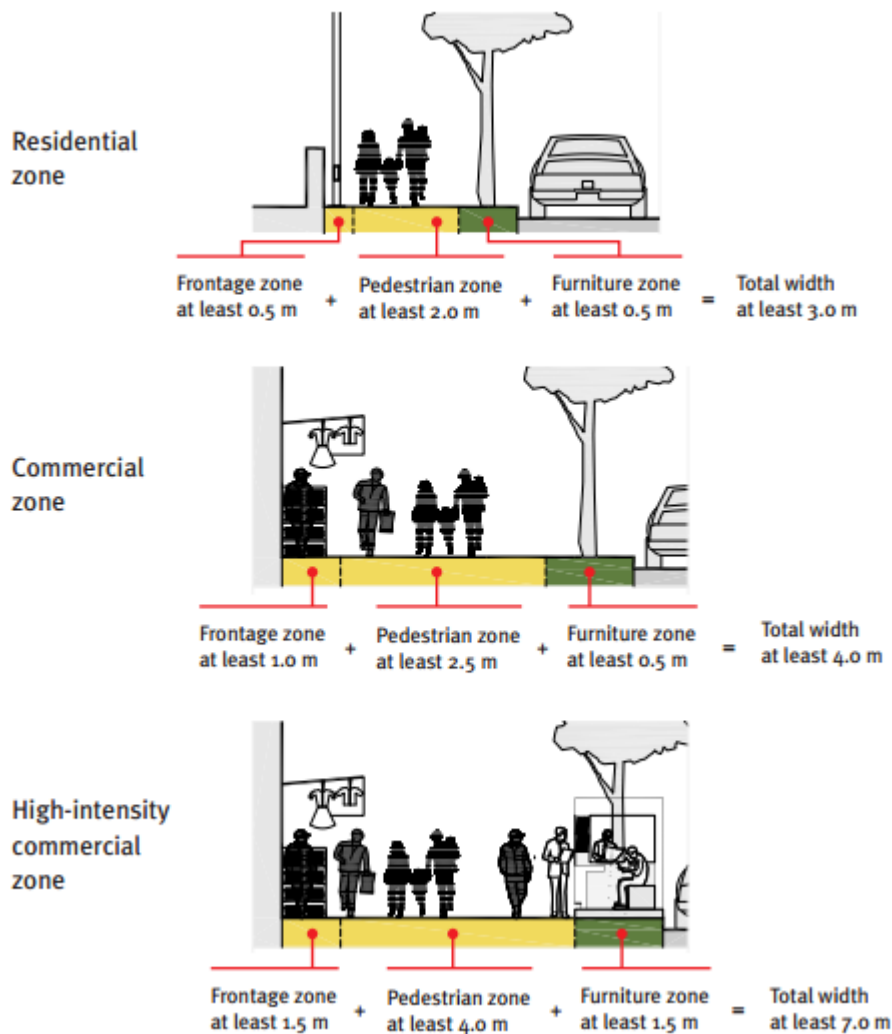 Residential
zone
Frontage zone
at least 0.5 m
+
Pedestrian zone
at least 2.0 m
+
Furniture zone
at least 0.5 m
=
Total width
at least 3.0 m
Commercial
zone
Frontage zone
at least 1.0 m
+
Pedestrian zone
at least 2.5 m
+
Furniture zone
at least 0.5 m
=
Total width
at least 4.0 m
High-intensity
commercial
zone
Frontage zone
at least 1.5 m
+
Pedestrian zone
at least 4.0 m
+
Furniture zone
at least 1.5 m
=
Total width
at least 7.0 m